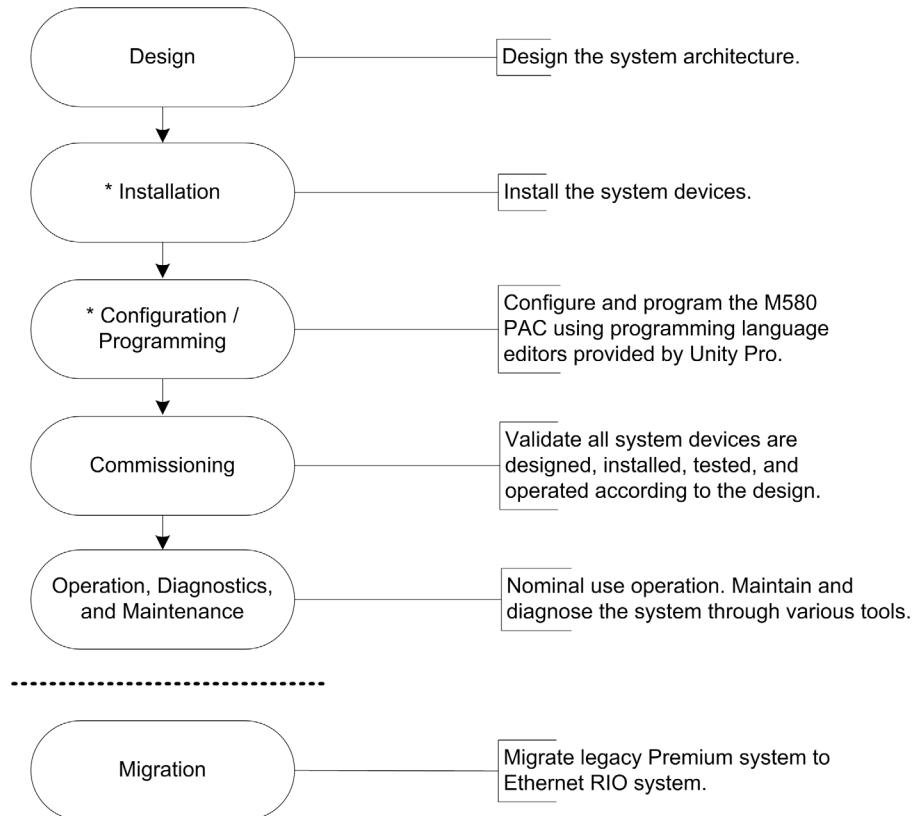 Design
Design the system architecture.
* Installation
Install the system devices.
* Configuration /
Programming
Configure and program the M580
PAC using programming language
editors provided by Unity Pro.
Commissioning
Validate all system devices are
designed, installed, tested, and
operated according to the design.
Operation, Diagnostics,
and Maintenance
Nominal use operation. Maintain and
diagnose the system through various tools.
Migration
Migrate legacy Premium system to
Ethernet RIO system.